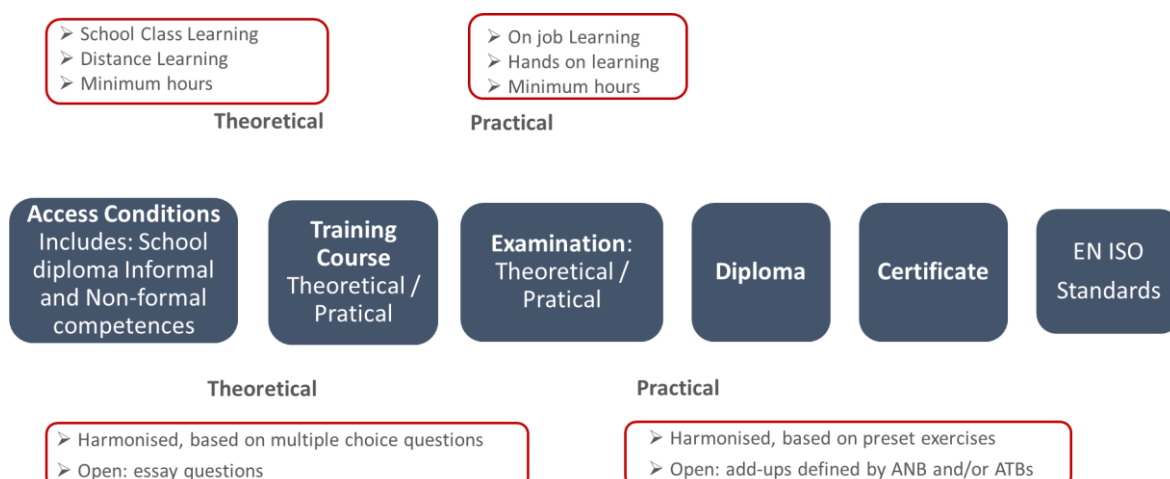 ➢ School Class Learning
➢ Distance Learning
➢ Minimum hours
Theoretical
➢ On job Learning
➢ Hands on learning
➢ Minimum hours
Practical
Access Conditions
Includes: School
diploma Informal
and Non-formal
competences
Training
Course
Theoretical /
Pratical
Examination:
Theoretical /
Pratical
Diploma
Certificate
EN ISO
Standards
Theoretical
➢ Harmonised, based on multiple choice questions
➢ Open: essay questions
Practical
➢ Harmonised, based on preset exercises
➢ Open: add-ups defined by ANB and/or ATBs